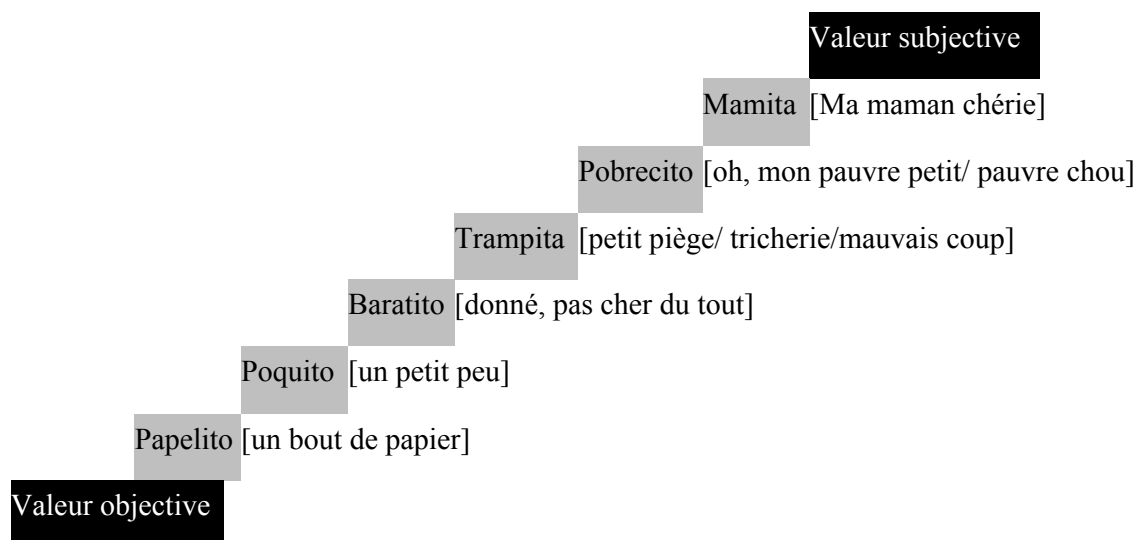 Valeur subjective
Mamita [Ma maman chérie]
Pobrecito [oh, mon pauvre petit/ pauvre chou]
Trampita [petit piège/ tricherie/mauvais coup]
Baratito [donné, pas cher du tout]
Poquito [un petit peu]
Papelito [un bout de papier]
Valeur objective